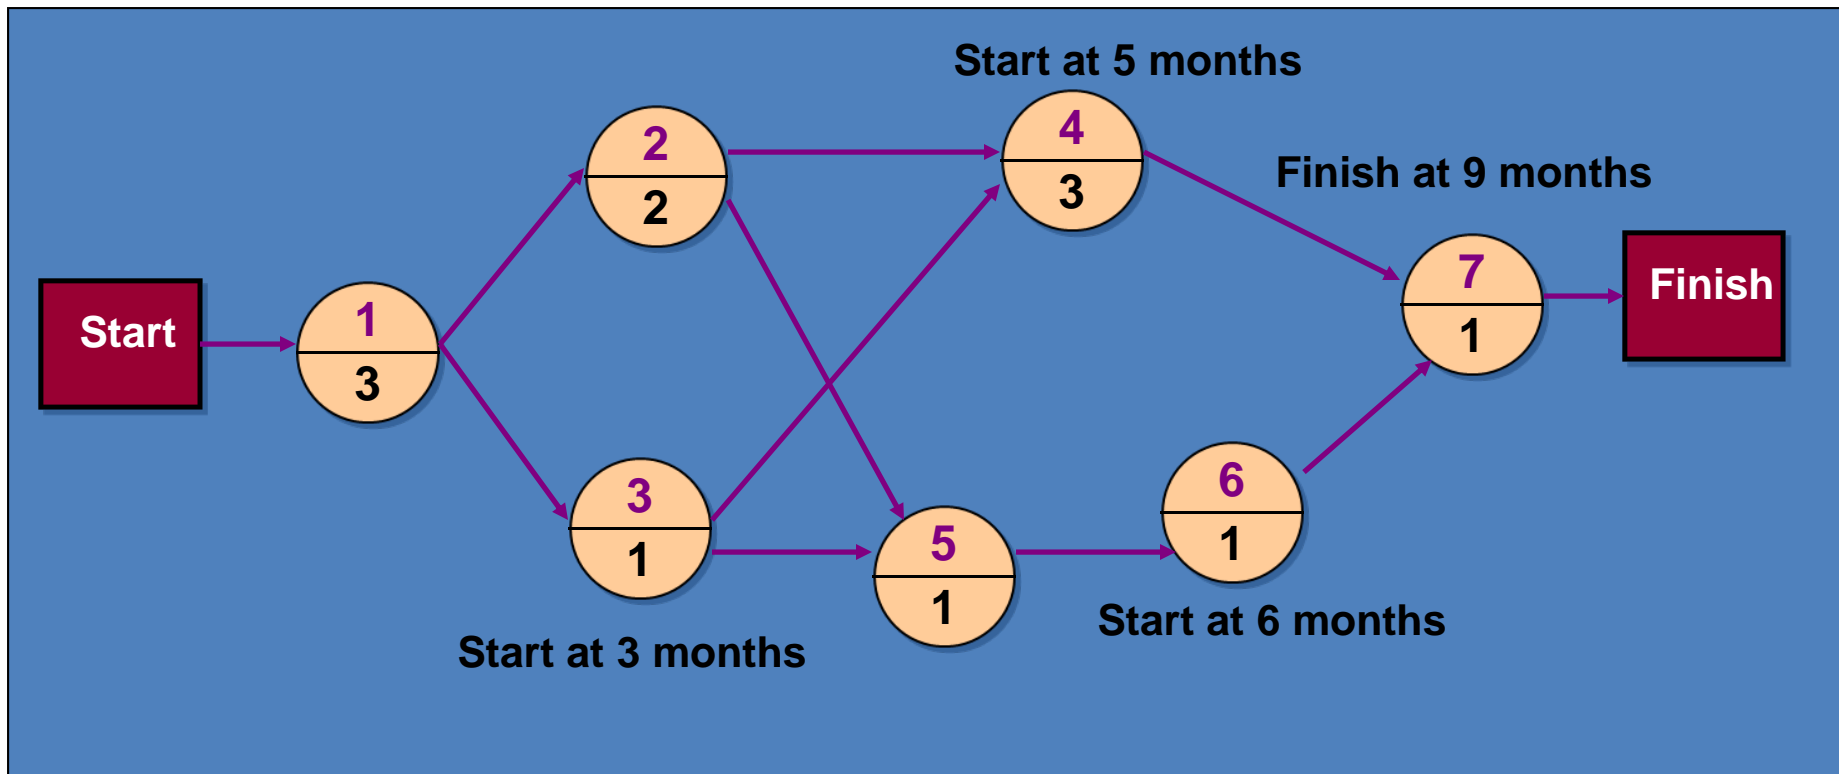 Start at 5 months
4
3
2
2
Finish at 9 months
7
1
Finish
Start
1
3
3
1
6
1
5
1
Start at 6 months
Start at 3 months